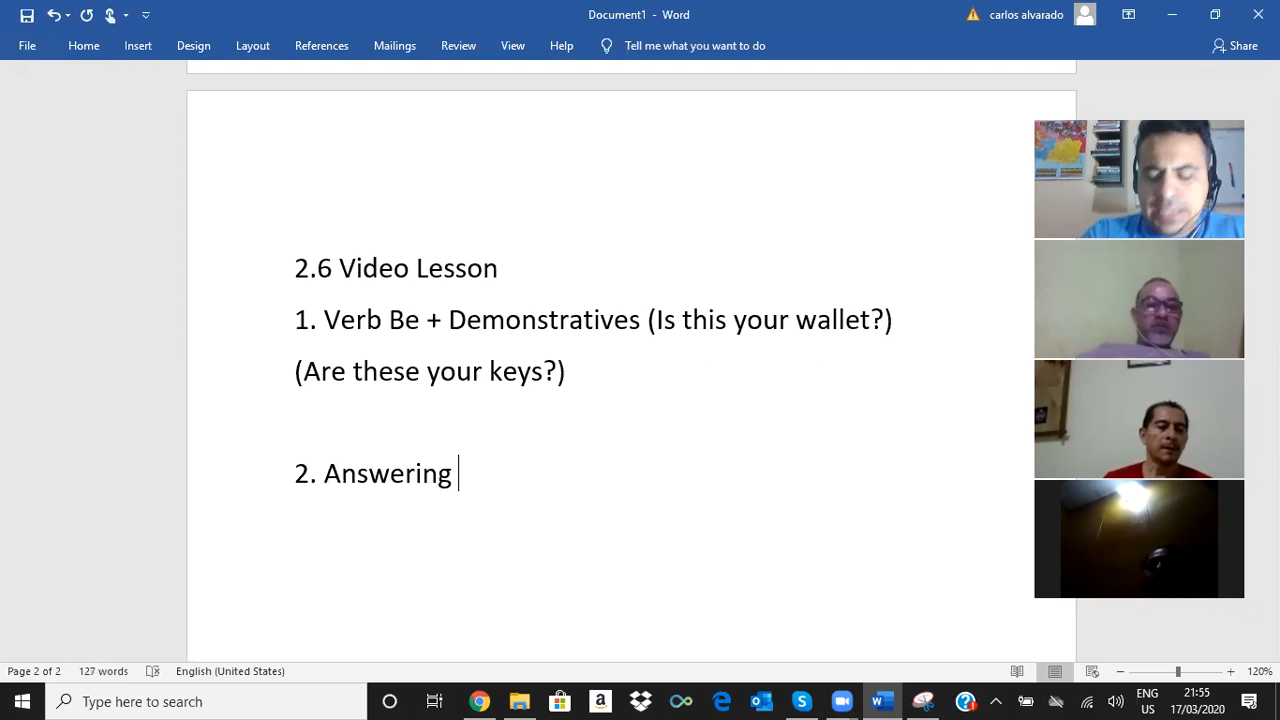 Document1 - Word
carlos alvarado
File Home Insert Design Layout References Mailings Review View Help Tell me what you want to do Share
2.6 Video Lesson
1. Verb Be + Demonstratives (Is this your wallet?)
(Are these your keys?)
2. Answering
Page 2 of 2 127 words English (United States) 120%
Type here to search
ENG
US
21:55
17/03/2020